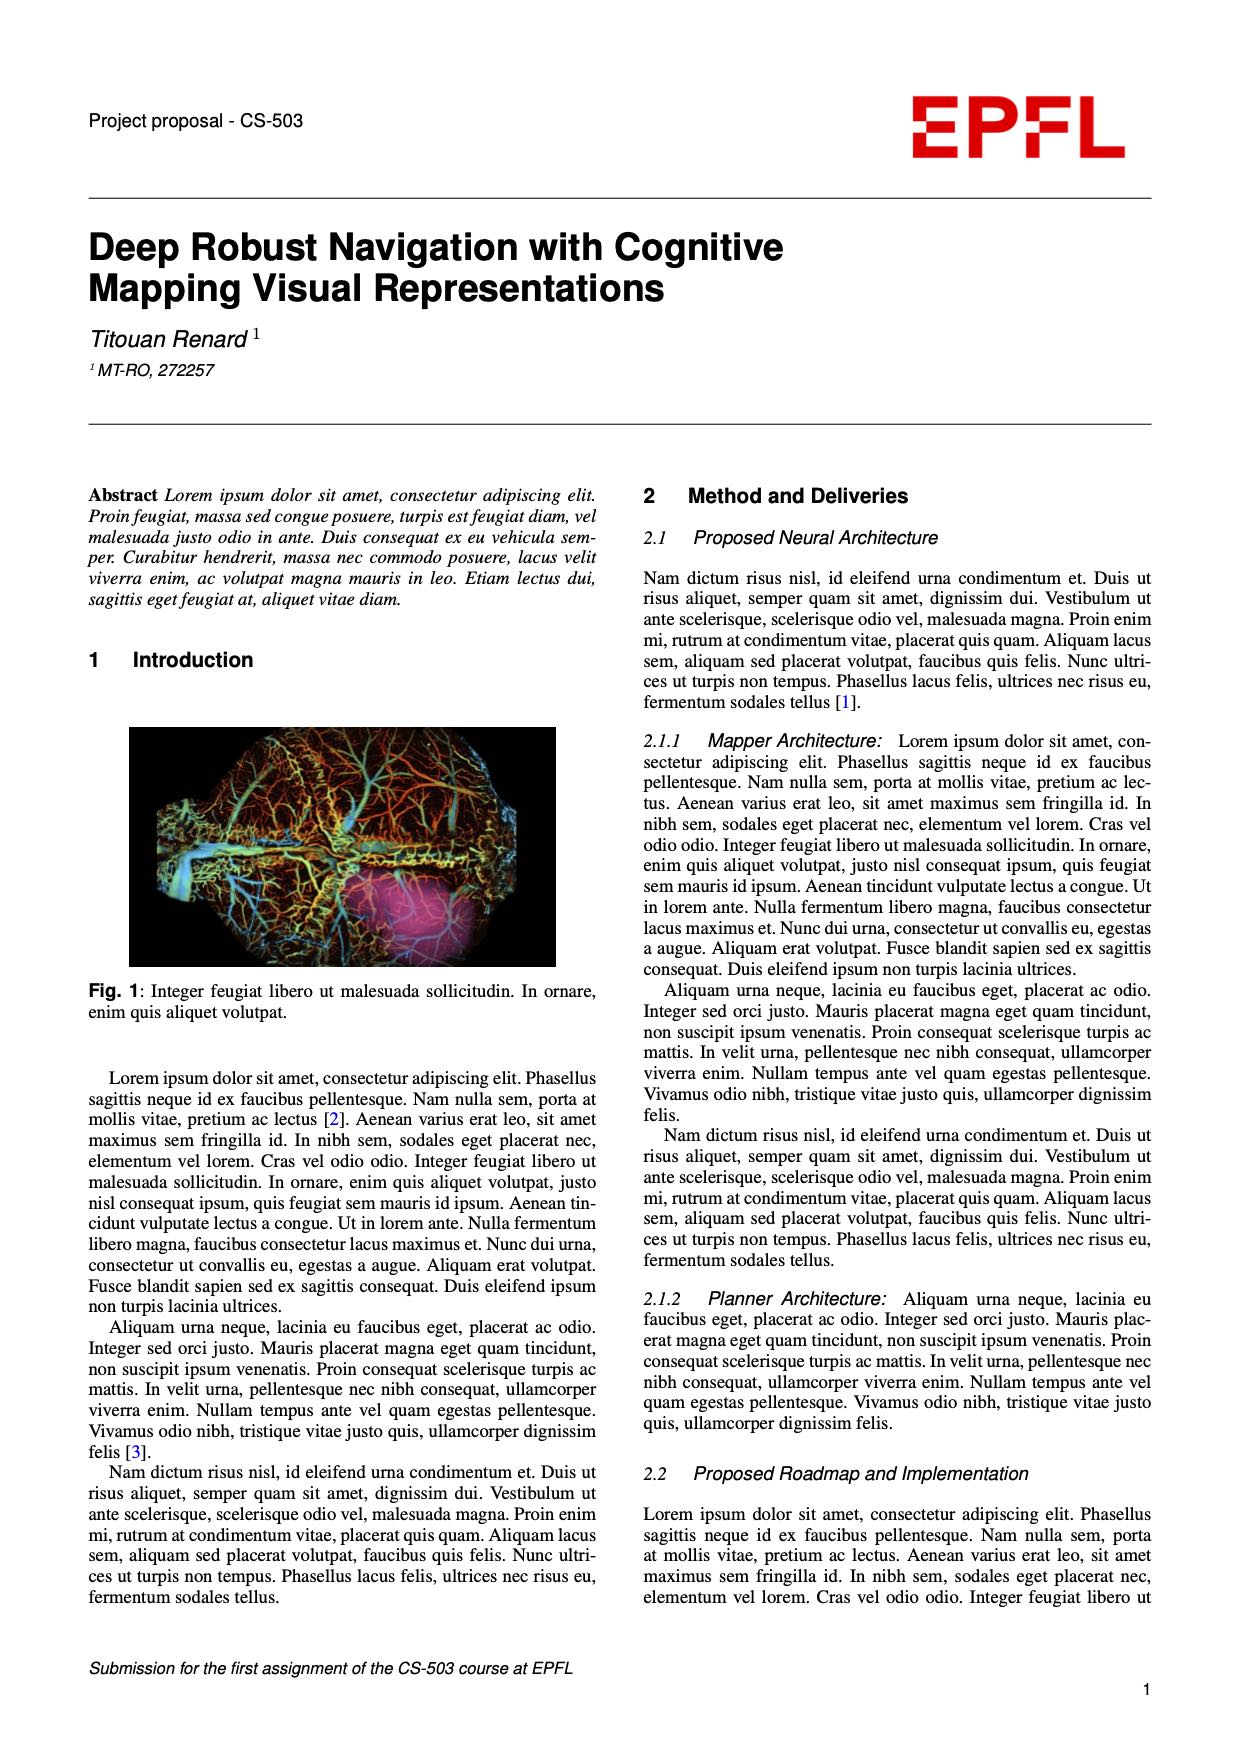 Project proposal - CS-503
EPFL
Deep Robust Navigation with Cognitive
Mapping Visual Representations
Titouan Renard 1
1 MT-RO, 272257
Abstract Lorem ipsum dolor sit amet, consectetur adipiscing elit.
Proin feugiat, massa sed congue posuere, turpis est feugiat diam, vel
malesuada justo odio in ante. Duis consequat ex eu vehicula sem-
per. Curabitur hendrerit, massa nec commodo posuere, lacus velit
viverra enim, ac volutpat magna mauris in leo. Etiam lectus dui,
sagittis eget feugiat at, aliquet vitae diam.
1 Introduction
Fig. 1: Integer feugiat libero ut malesuada sollicitudin. In ornare,
enim quis aliquet volutpat.
Lorem ipsum dolor sit amet, consectetur adipiscing elit. Phasellus
sagittis neque id ex faucibus pellentesque. Nam nulla sem, porta at
mollis vitae, pretium ac lectus [2]. Aenean varius erat leo, sit amet
maximus sem fringilla id. In nibh sem, sodales eget placerat nec,
elementum vel lorem. Cras vel odio odio. Integer feugiat libero ut
malesuada sollicitudin. In ornare, enim quis aliquet volutpat, justo
nisl consequat ipsum, quis feugiat sem mauris id ipsum. Aenean tin-
cidunt vulputate lectus a congue. Ut in lorem ante. Nulla fermentum
libero magna, faucibus consectetur lacus maximus et. Nunc dui urna,
consectetur ut convallis eu, egestas a augue. Aliquam erat volutpat.
Fusce blandit sapien sed ex sagittis consequat. Duis eleifend ipsum
non turpis lacinia ultrices.
Aliquam urna neque, lacinia eu faucibus eget, placerat ac odio.
Integer sed orci justo. Mauris placerat magna eget quam tincidunt,
non suscipit ipsum venenatis. Proin consequat scelerisque turpis ac
mattis. In velit urna, pellentesque nec nibh consequat, ullamcorper
viverra enim. Nullam tempus ante vel quam egestas pellentesque.
Vivamus odio nibh, tristique vitae justo quis, ullamcorper dignissim
felis [3].
Nam dictum risus nisl, id eleifend urna condimentum et. Duis ut
risus aliquet, semper quam sit amet, dignissim dui. Vestibulum ut
ante scelerisque, scelerisque odio vel, malesuada magna. Proin enim
mi, rutrum at condimentum vitae, placerat quis quam. Aliquam lacus
sem, aliquam sed placerat volutpat, faucibus quis felis. Nunc ultri-
ces ut turpis non tempus. Phasellus lacus felis, ultrices nec risus eu,
fermentum sodales tellus.
2 Method and Deliveries
2.1 Proposed Neural Architecture
Nam dictum risus nisl, id eleifend urna condimentum et. Duis ut
risus aliquet, semper quam sit amet, dignissim dui. Vestibulum ut
ante scelerisque, scelerisque odio vel, malesuada magna. Proin enim
mi, rutrum at condimentum vitae, placerat quis quam. Aliquam lacus
sem, aliquam sed placerat volutpat, faucibus quis felis. Nunc ultri-
ces ut turpis non tempus. Phasellus lacus felis, ultrices nec risus eu,
fermentum sodales tellus [1].
2.1.1 Mapper Architecture: Lorem ipsum dolor sit amet, con-
sectetur adipiscing elit. Phasellus sagittis neque id ex faucibus
pellentesque. Nam nulla sem, porta at mollis vitae, pretium ac lec-
tus. Aenean varius erat leo, sit amet maximus sem fringilla id. In
nibh sem, sodales eget placerat nec, elementum vel lorem. Cras vel
odio odio. Integer feugiat libero ut malesuada sollicitudin. In ornare,
enim quis aliquet volutpat, justo nisl consequat ipsum, quis feugiat
sem mauris id ipsum. Aenean tincidunt vulputate lectus a congue. Ut
in lorem ante. Nulla fermentum libero magna, faucibus consectetur
lacus maximus et. Nunc dui urna, consectetur ut convallis eu, egestas
a augue. Aliquam erat volutpat. Fusce blandit sapien sed ex sagittis
consequat. Duis eleifend ipsum non turpis lacinia ultrices.
Aliquam urna neque, lacinia eu faucibus eget, placerat ac odio.
Integer sed orci justo. Mauris placerat magna eget quam tincidunt,
non suscipit ipsum venenatis. Proin consequat scelerisque turpis ac
mattis. In velit urna, pellentesque nec nibh consequat, ullamcorper
viverra enim. Nullam tempus ante vel quam egestas pellentesque.
Vivamus odio nibh, tristique vitae justo quis, ullamcorper dignissim
felis.
Nam dictum risus nisl, id eleifend urna condimentum et. Duis ut
risus aliquet, semper quam sit amet, dignissim dui. Vestibulum ut
ante scelerisque, scelerisque odio vel, malesuada magna. Proin enim
mi, rutrum at condimentum vitae, placerat quis quam. Aliquam lacus
sem, aliquam sed placerat volutpat, faucibus quis felis. Nunc ultri-
ces ut turpis non tempus. Phasellus lacus felis, ultrices nec risus eu,
fermentum sodales tellus.
2.1.2 Planner Architecture: Aliquam urna neque, lacinia eu
faucibus eget, placerat ac odio. Integer sed orci justo. Mauris plac-
erat magna eget quam tincidunt, non suscipit ipsum venenatis. Proin
consequat scelerisque turpis ac mattis. In velit urna, pellentesque nec
nibh consequat, ullamcorper viverra enim. Nullam tempus ante vel
quam egestas pellentesque. Vivamus odio nibh, tristique vitae justo
quis, ullamcorper dignissim felis.
2.2 Proposed Roadmap and Implementation
Lorem ipsum dolor sit amet, consectetur adipiscing elit. Phasellus
sagittis neque id ex faucibus pellentesque. Nam nulla sem, porta
at mollis vitae, pretium ac lectus. Aenean varius erat leo, sit amet
maximus sem fringilla id. In nibh sem, sodales eget placerat nec,
elementum vel lorem. Cras vel odio odio. Integer feugiat libero ut
Submission for the first assignment of the CS-503 course at EPFL
1